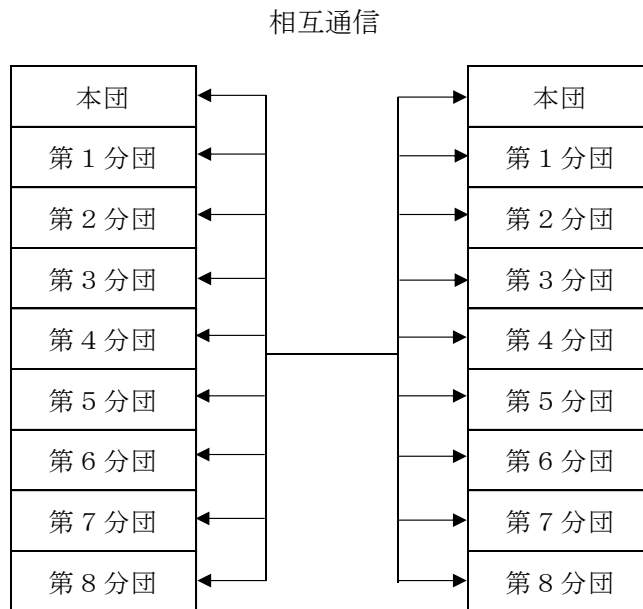 相互通信
本団
第１分団
第２分団
第３分団
第４分団
第５分団
第６分団
第７分団
第８分団
本団
第１分団
第２分団
第３分団
第４分団
第５分団
第６分団
第７分団
第８分団